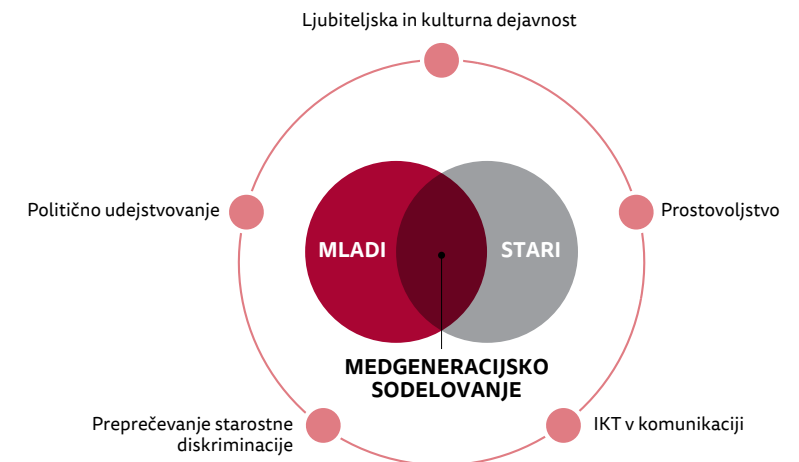 Ljubiteljska in kulturna dejavnost
Politično udejstvovanje
Prostovoljstvo
MLADI
STARI
MEDGENERACIJSKO
SODELOVANJE
Preprečevanje starostne
diskriminacije
IKT v komunikaciji